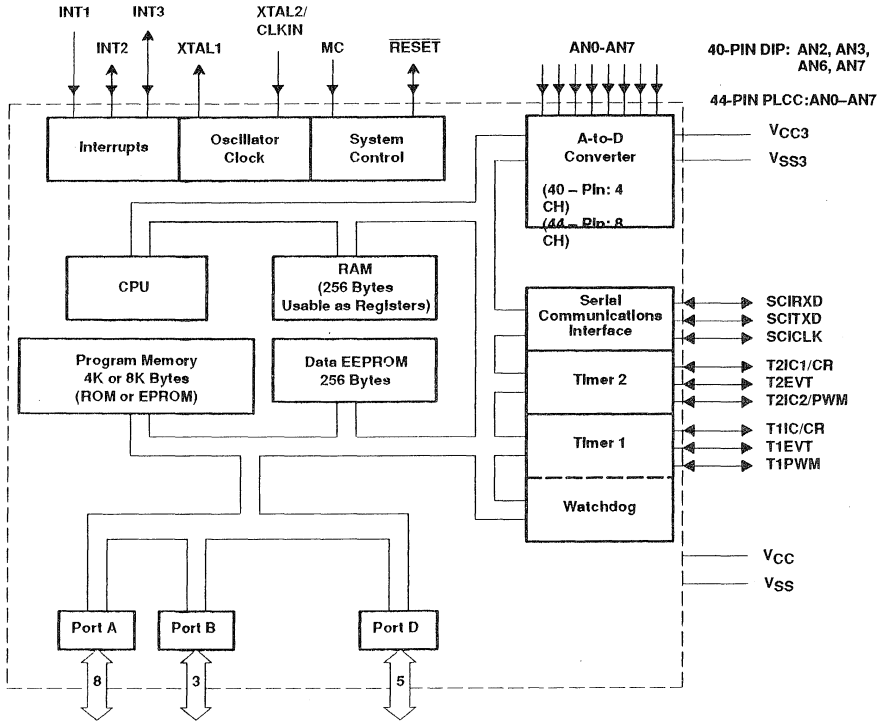 INT1
INT3
XTAL2/
CLKIN
INT2
XTAL1
MC
RESET
AN0-AN7
40-PIN DIP: AN2, AN3,
AN6, AN7
44-PIN PLCC:AN0–AN7
Interrupts
Oscillator
Clock
System
Control
A-to-D
Converter
(40 – Pin: 4
CH)
(44 – Pin: 8
CH)
VCC3
VSS3
CPU
RAM
(256 Bytes
Usable as Registers)
Serial
Communications
Interface
SCIRXD
SCITXD
SCICLK
Program Memory
4K or 8K Bytes
(ROM or EPROM)
Data EEPROM
256 Bytes
Timer 2
T2IC1/CR
T2EVT
T2IC2/PWM
Timer 1
T1IC/CR
T1EVT
T1PWM
Watchdog
VCC
VSS
Port A
Port B
Port D
8
3
5